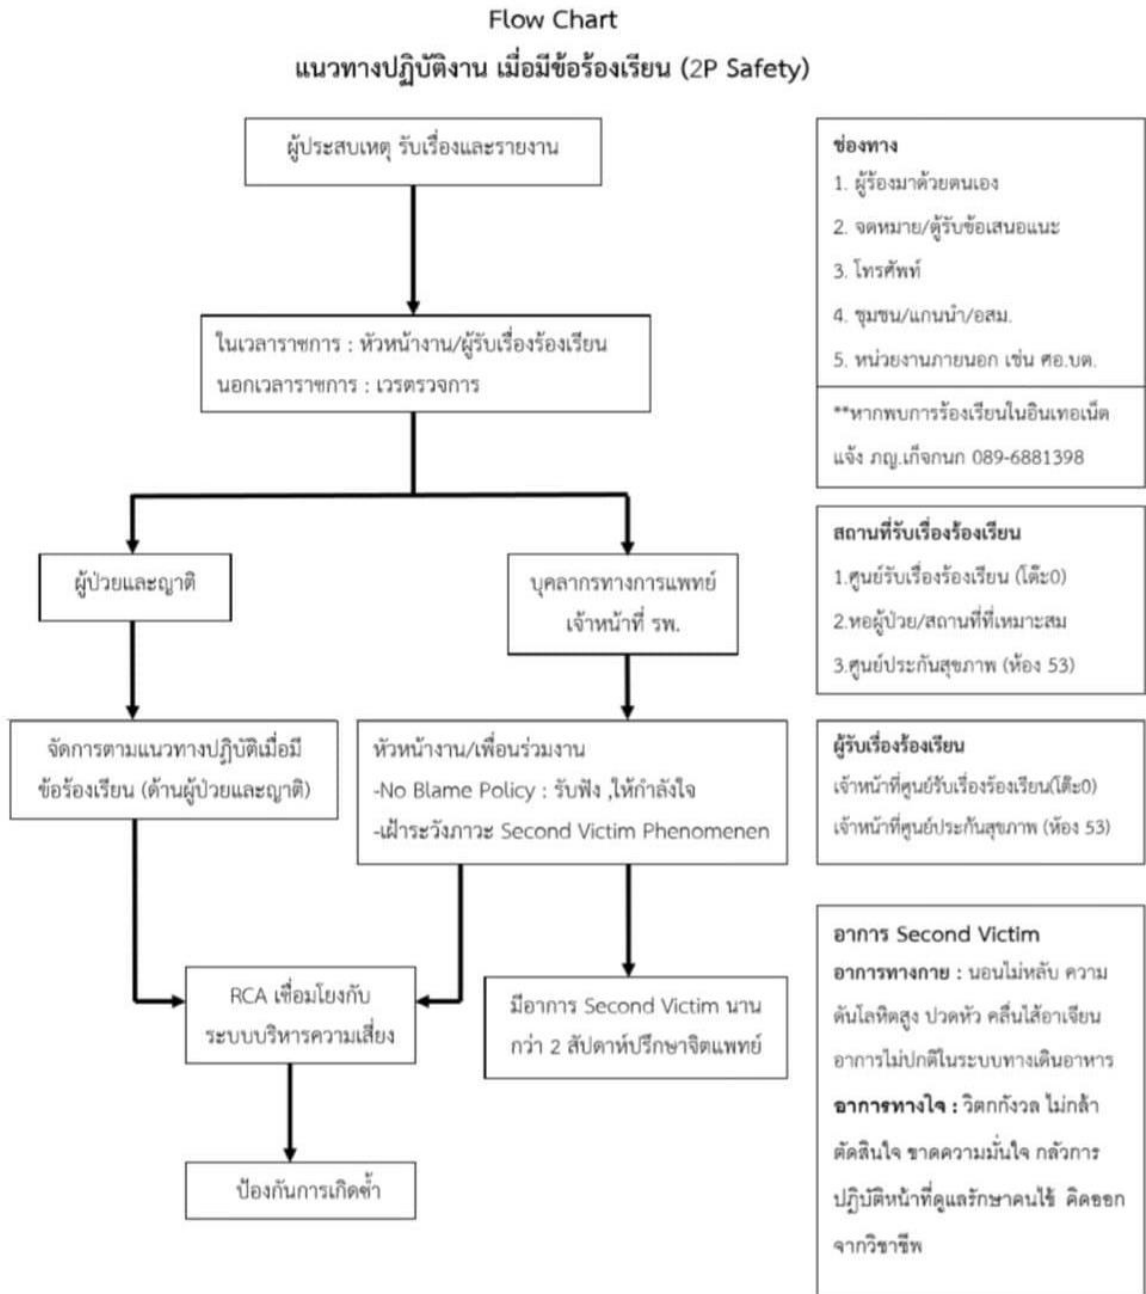 Flow Chart
แนวทางปฏิบัติงาน เมื่อมีข้อร้องเรียน (2P Safety)
ผู้ประสบเหตุ รับเรื่องและรายงาน
ในเวลาราชการ : หัวหน้างาน/ผู้รับเรื่องร้องเรียน
นอกเวลาราชการ : เวรตรวจการ
ผู้ป่วยและญาติ
บุคลากรทางการแพทย์
เจ้าหน้าที่ รพ.
จัดการตามแนวทางปฏิบัติเมื่อมี
ข้อร้องเรียน (ด้านผู้ป่วยและญาติ)
หัวหน้างาน/เพื่อนร่วมงาน
-No Blame Policy : รับฟัง ,ให้กำลังใจ
-เฝ้าระวังภาวะ Second Victim Phenomenen
RCA เชื่อมโยงกับ
ระบบบริหารความเสี่ยง
มีอาการ Second Victim นาน
กว่า 2 สัปดาห์ปรึกษาจิตแพทย์
ป้องกันการเกิดซ้ำ
ช่องทาง
1. ผู้ร้องมาด้วยตนเอง
2. จดหมาย/ตู้รับข้อเสนอแนะ
3. โทรศัพท์
4. ชุมชน/แกนนำ/อสม.
5. หน่วยงานภายนอก เช่น ศอ.บต.
**หากพบการร้องเรียนในอินเทอเน็ต
แจ้ง ภญ.เก็จกนก 089-6881398
สถานที่รับเรื่องร้องเรียน
1.ศูนย์รับเรื่องร้องเรียน (โต๊ะ0)
2.หอผู้ป่วย/สถานที่ที่เหมาะสม
3.ศูนย์ประกันสุขภาพ (ห้อง 53)
ผู้รับเรื่องร้องเรียน
เจ้าหน้าที่ศูนย์รับเรื่องร้องเรียน(โต๊ะ0)
เจ้าหน้าที่ศูนย์ประกันสุขภาพ (ห้อง 53)
อาการ Second Victim
อาการทางกาย : นอนไม่หลับ ความ
ดันโลหิตสูง ปวดหัว คลื่นไส้อาเจียน
อาการไม่ปกติในระบบทางเดินอาหาร
อาการทางใจ : วิตกกังวล ไม่กล้า
ตัดสินใจ ขาดความมั่นใจ กลัวการ
ปฏิบัติหน้าที่ดูแลรักษาคนไข้ คิดออก
จากวิชาชีพ